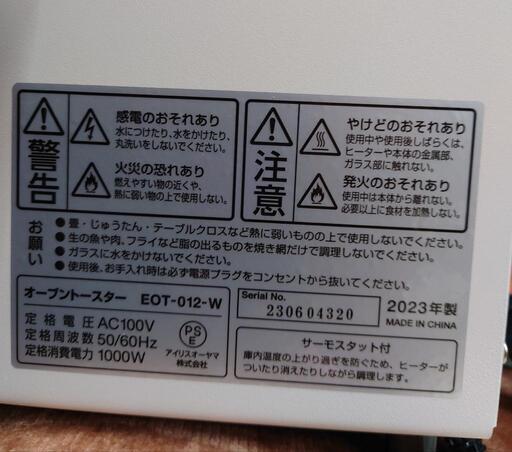 警告
感電のおそれあり
水につけたり、水をかけたり、
丸洗いをしないでください。
火災の恐れあり
燃えやすい物の近くや、
熱に弱い物の上で使用しない。
注意
やけどのおそれあり
使用中や使用後しばらくは、
ヒーターや本体の金属部、
ガラス部に触れない。
発火のおそれあり
使用中は本体から離れない。
必要以上に食材を加熱しない。
お願い
●畳・じゅうたん・テーブルクロスなど熱に弱いものの上で使用しないでください。
●生の魚や肉、フライなど脂の出るものを焼き網だけで調理しないでください。
●ガラスに水をかけないでください。
●使用後、お手入れ時は必ず電源プラグをコンセントから抜いてください。
オーブントースター EOT-012-W
定格電圧 AC100V
定格周波数 50/60Hz
定格消費電力 1000W
PSE
アイリスオーヤマ
株式会社
Serial No.
230604320
2023年製
MADE IN CHINA
サーモスタット付
庫内温度の上がり過ぎを防ぐため、ヒーターが
ついたり消えたりしながら調理します。